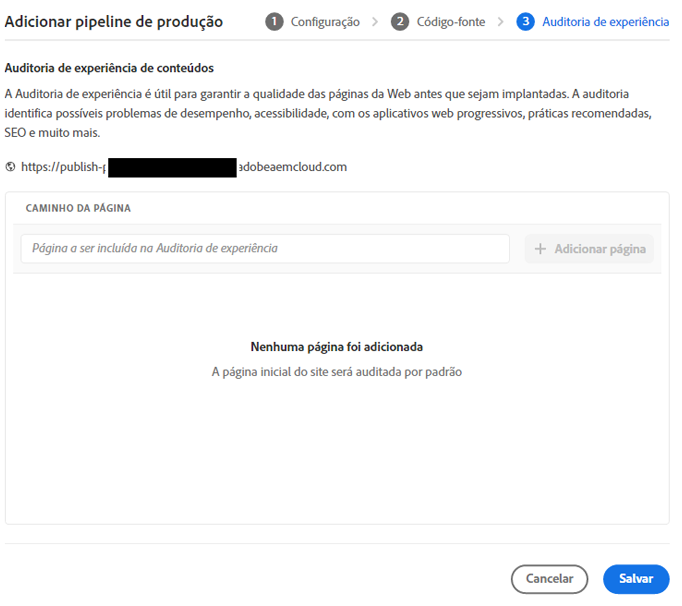 Adicionar pipeline de produção
1 Configuração
2 Código-fonte
3 Auditoria de experiência
Auditoria de experiência de conteúdos
A Auditoria de experiência é útil para garantir a qualidade das páginas da Web antes que sejam implantadas. A auditoria
identifica possíveis problemas de desempenho, acessibilidade, com os aplicativos web progressivos, práticas recomendadas,
SEO e muito mais.
https://publish-p adobeaemcloud.com
CAMINHO DA PÁGINA
Página a ser incluída na Auditoria de experiência
+ Adicionar página
Nenhuma página foi adicionada
A página inicial do site será auditada por padrão
Cancelar
Salvar